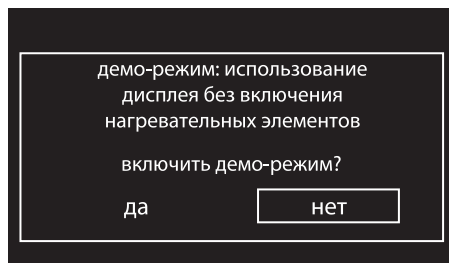 демо-режим: использование
дисплея без включения
нагревательных элементов
включить демо-режим?
да нет